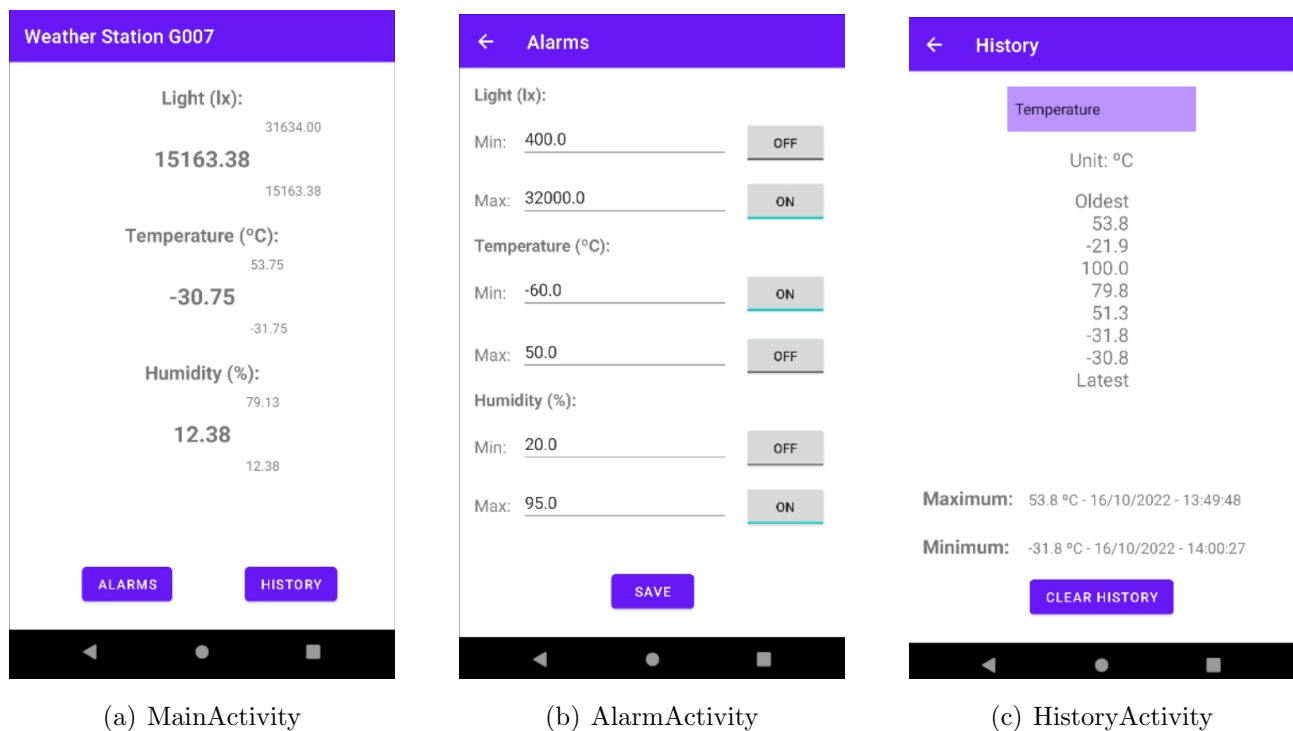 Weather Station G007
Light (lx):
31634.00
15163.38
15163.38
Temperature (ºC):
53.75
-30.75
-31.75
Humidity (%):
79.13
12.38
12.38
ALARMS HISTORY
(a) MainActivity
Alarms
Light (lx):
Min: 400.0 OFF
Max: 32000.0 ON
Temperature (ºC):
Min: -60.0 ON
Max: 50.0 OFF
Humidity (%):
Min: 20.0 OFF
Max: 95.0 ON
SAVE
(b) AlarmActivity
History
Temperature
Unit: ºC
Oldest
53.8
-21.9
100.0
79.8
51.3
-31.8
-30.8
Latest
Maximum: 53.8 ºC - 16/10/2022 - 13:49:48
Minimum: -31.8 ºC - 16/10/2022 - 14:00:27
CLEAR HISTORY
(c) HistoryActivity